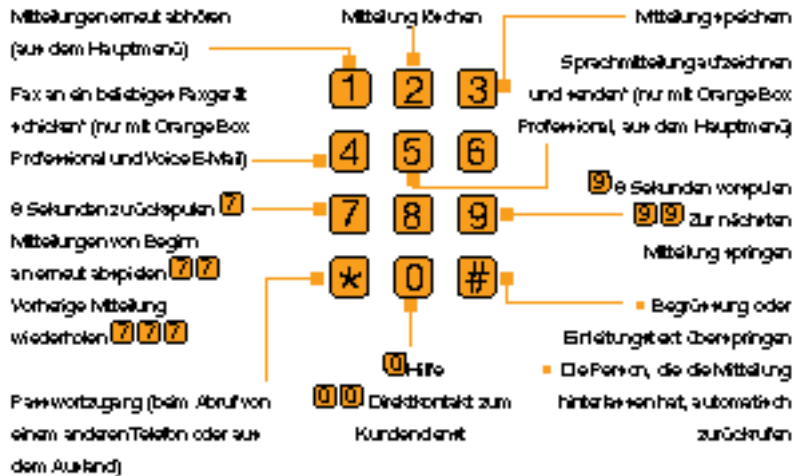 Mitteilungen erneut abhören
(aus dem Hauptmenü)
Mitteilung löschen
Mitteilung speichern
Sprachmitteilung aufzeichnen
und senden* (nur mit Orange Box
Professional, aus dem Hauptmenü)
Fax an ein beliebiges Faxgerät
schicken* (nur mit Orange Box
Professional und Voice E-Mail)
1 2 3
4 5 6
7 8 9
* 0 #
8 Sekunden zurückspulen 7
Mitteilungen von Beginn
an erneut abspielen 7 7
Vorherige Mitteilung
wiederholen 7 7 7
9 8 Sekunden vorspulen
9 9 Zur nächsten
Mitteilung springen
Passwortzugang (beim Abruf von
einem anderen Telefon oder aus
dem Ausland)
0 Hilfe
0 0 Direktkontakt zum
Kundendienst
Begrüssung oder
Einleitungstext überspringen
Die Person, die die Mitteilung
hinterlassen hat, automatisch
zurückrufen